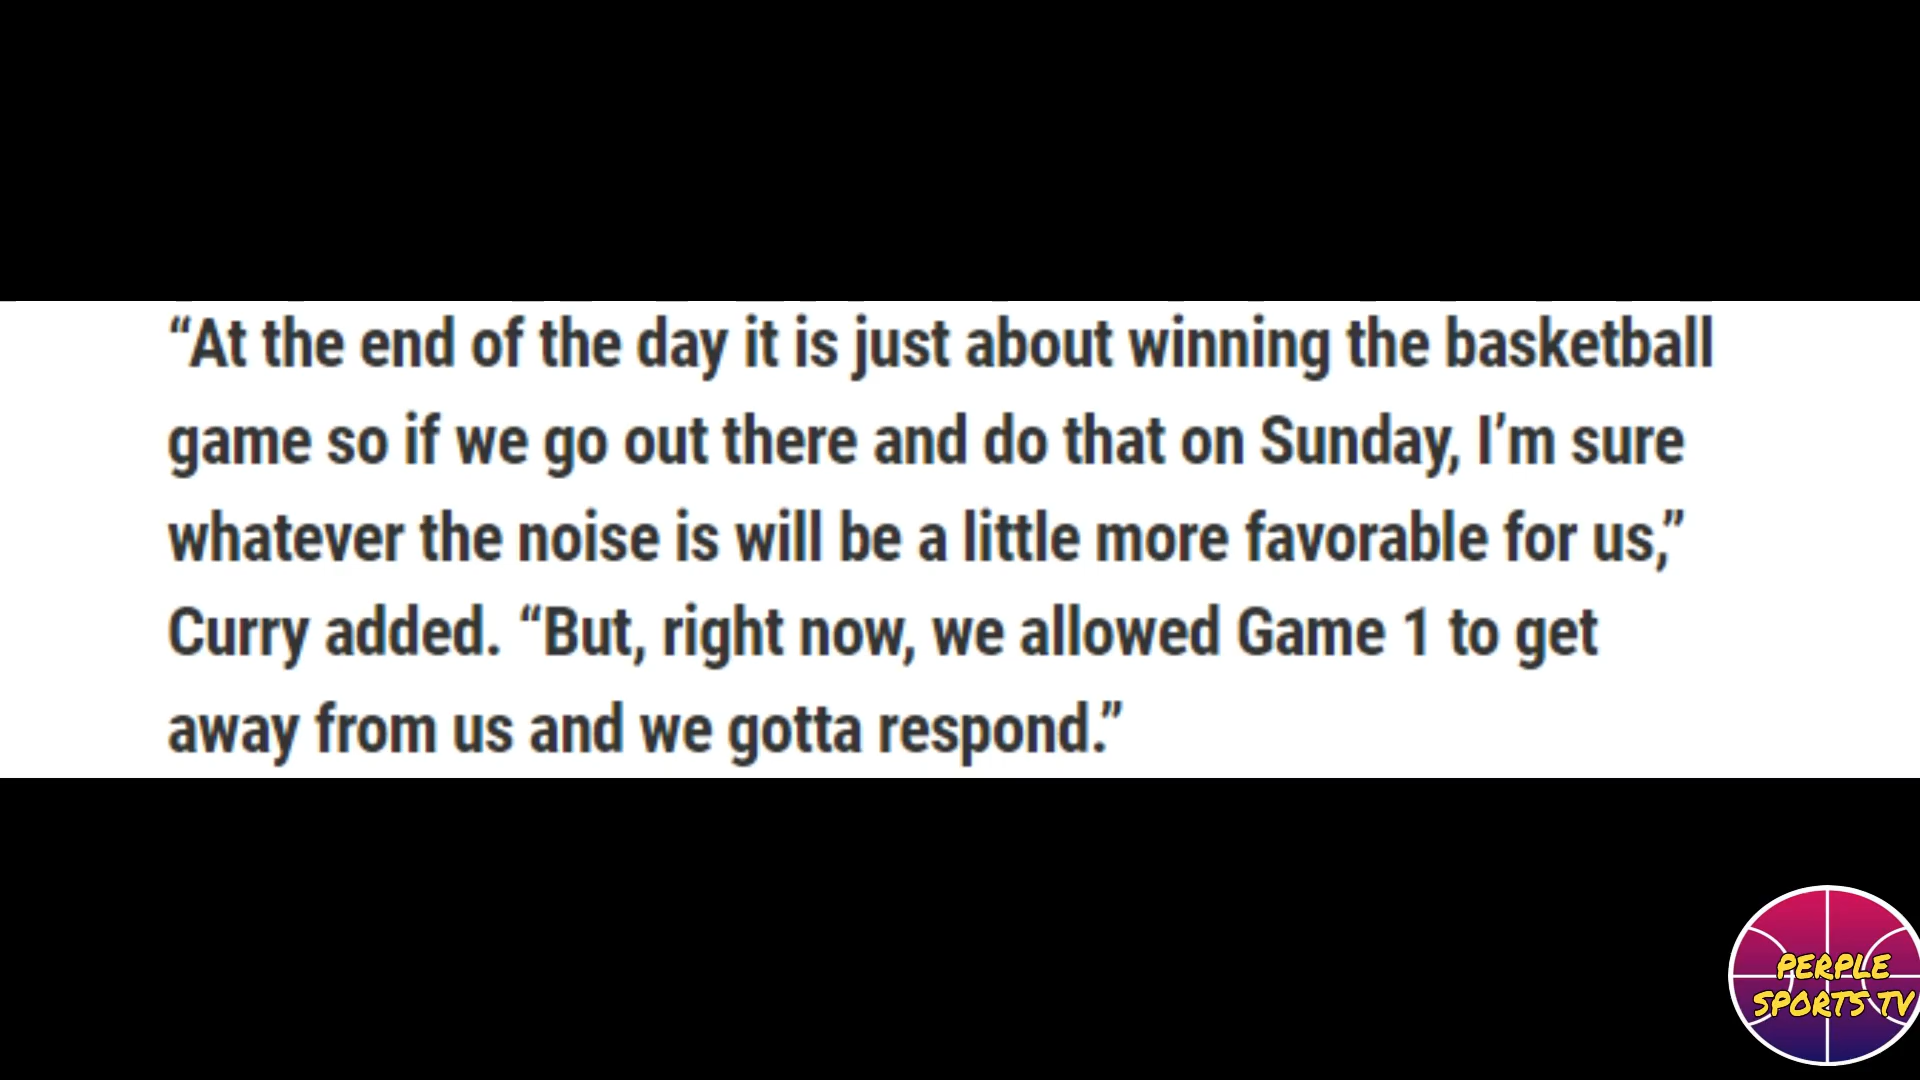 “At the end of the day it is just about winning the basketball
game so if we go out there and do that on Sunday, I’m sure
whatever the noise is will be a little more favorable for us,”
Curry added. “But, right now, we allowed Game 1 to get
away from us and we gotta respond.”
PERPLE
SPORTS TV